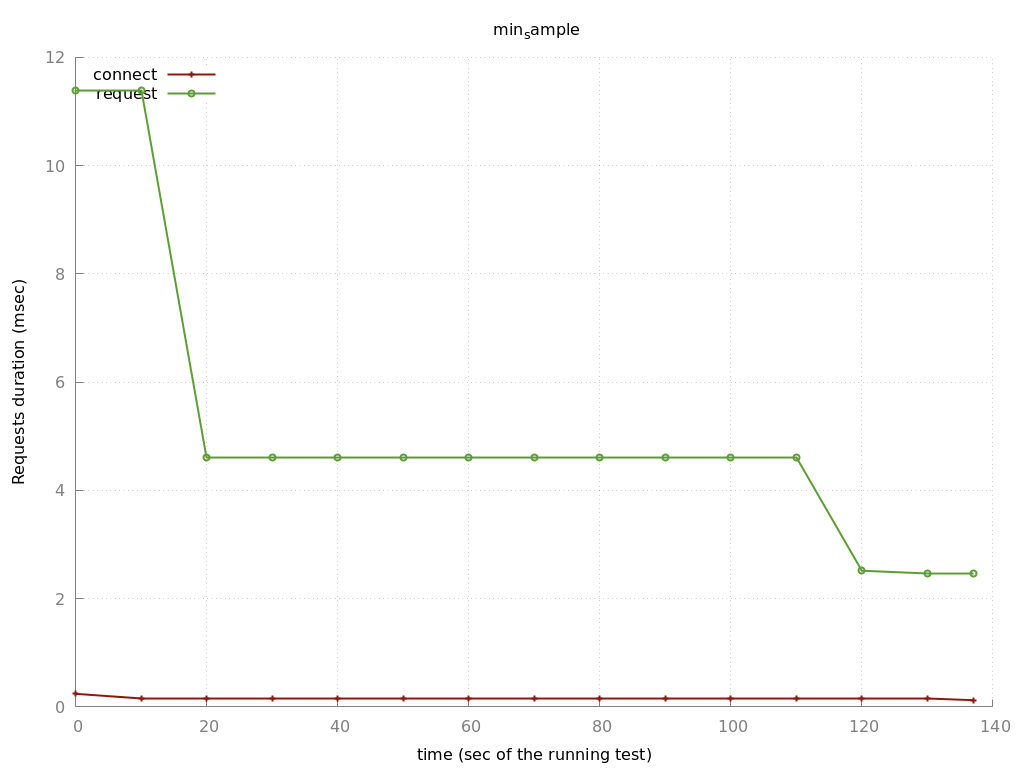 min_sample
12
connect
request
10
8
6
4
2
0
Requests duration (msec)
0 20 40 60 80 100 120 140
time (sec of the running test)